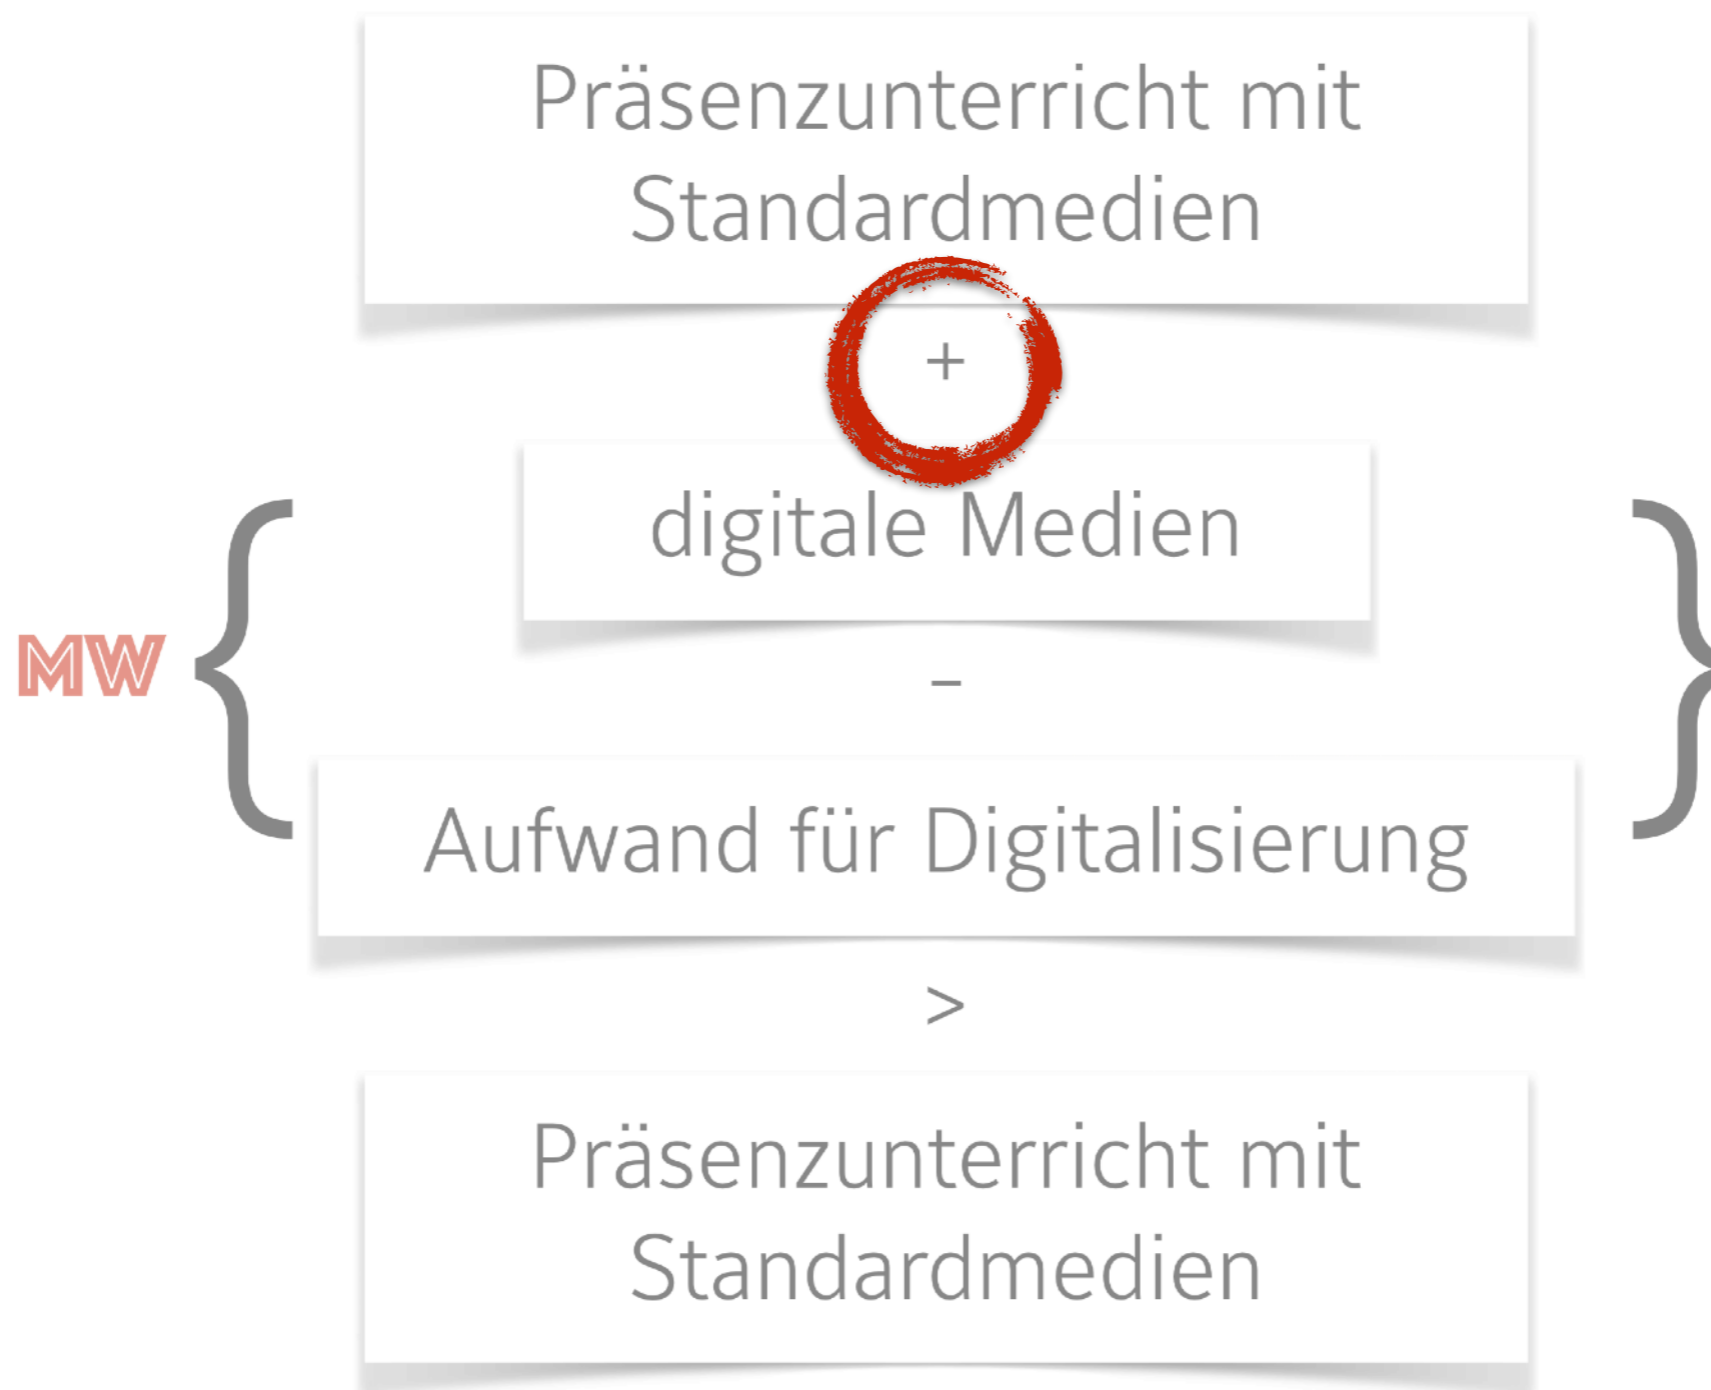 Präsenzunterricht mit
Standardmedien
+
digitale Medien
MW { }
–
Aufwand für Digitalisierung
>
Präsenzunterricht mit
Standardmedien